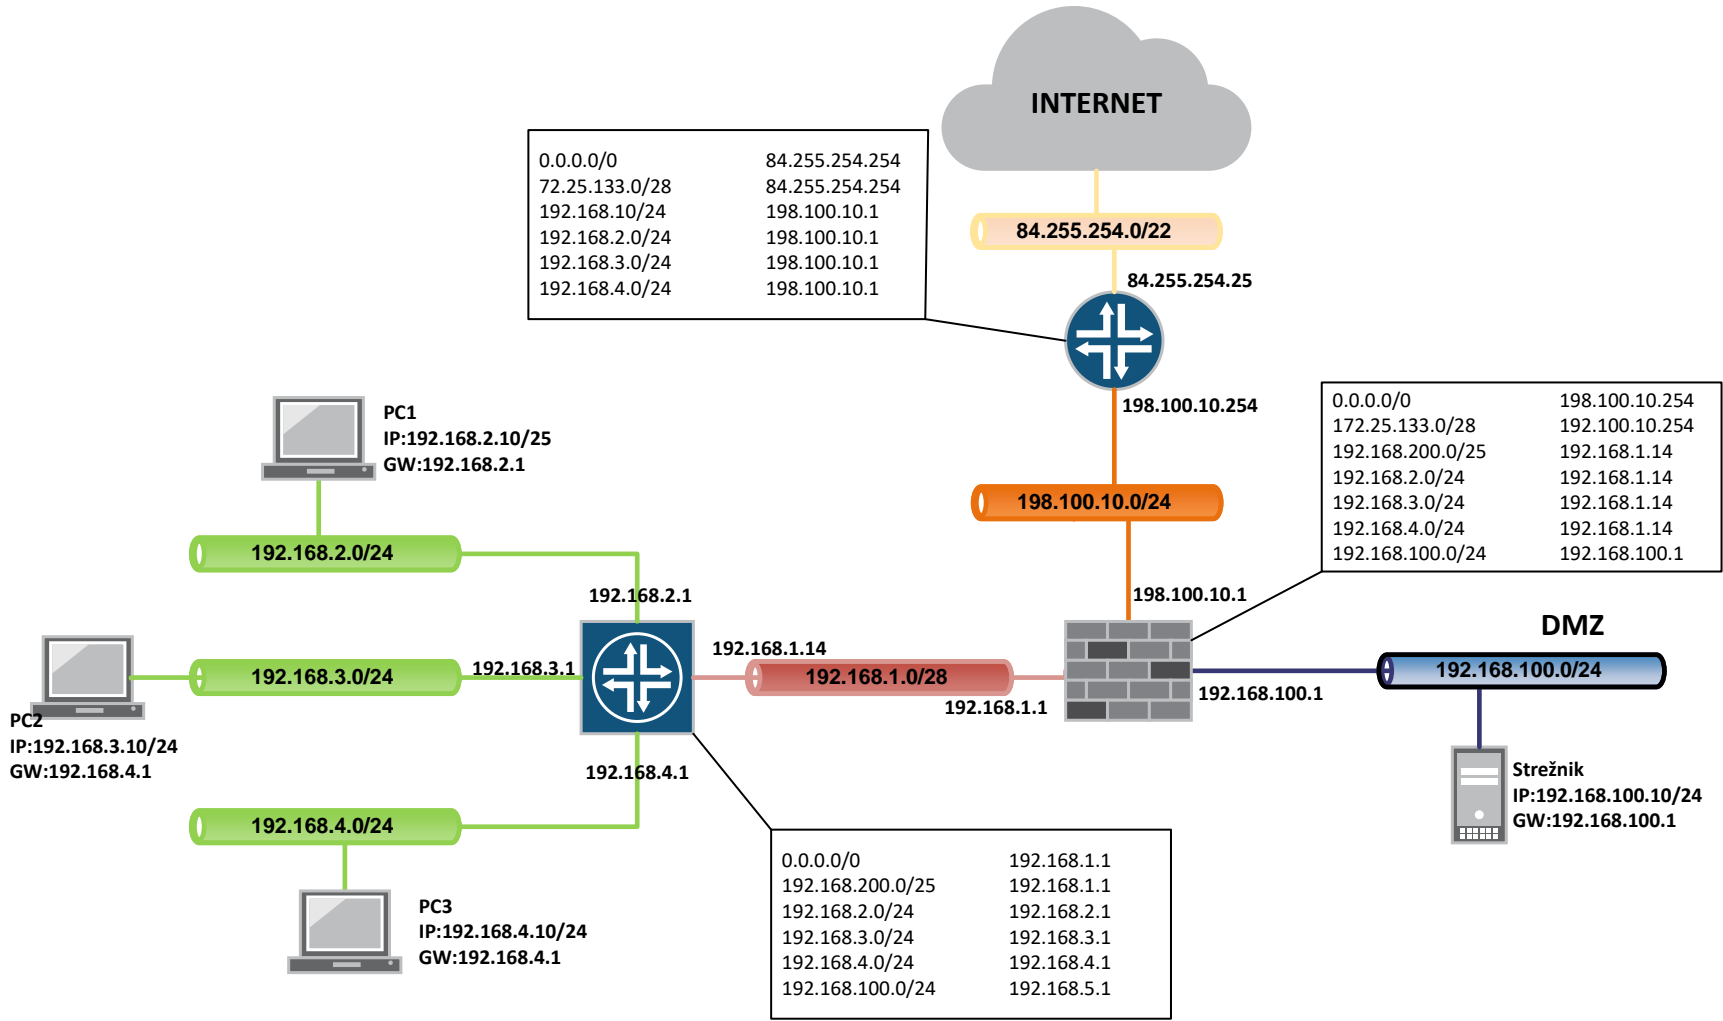 INTERNET
0.0.0.0/0 84.255.254.254
72.25.133.0/28 84.255.254.254
192.168.10/24 198.100.10.1
192.168.2.0/24 198.100.10.1
192.168.3.0/24 198.100.10.1
192.168.4.0/24 198.100.10.1
84.255.254.0/22
84.255.254.25
198.100.10.254
0.0.0.0/0 198.100.10.254
172.25.133.0/28 192.100.10.254
192.168.200.0/25 192.168.1.14
192.168.2.0/24 192.168.1.14
192.168.3.0/24 192.168.1.14
192.168.4.0/24 192.168.1.14
192.168.100.0/24 192.168.100.1
PC1
IP:192.168.2.10/25
GW:192.168.2.1
198.100.10.0/24
192.168.2.0/24
192.168.2.1
198.100.10.1
DMZ
192.168.3.0/24
192.168.3.1
192.168.1.14
192.168.1.0/28
192.168.1.1
192.168.100.1
192.168.100.0/24
PC2
IP:192.168.3.10/24
GW:192.168.4.1
192.168.4.1
Strežnik
IP:192.168.100.10/24
GW:192.168.100.1
192.168.4.0/24
0.0.0.0/0 192.168.1.1
192.168.200.0/25 192.168.1.1
192.168.2.0/24 192.168.2.1
192.168.3.0/24 192.168.3.1
192.168.4.0/24 192.168.4.1
192.168.100.0/24 192.168.5.1
PC3
IP:192.168.4.10/24
GW:192.168.4.1